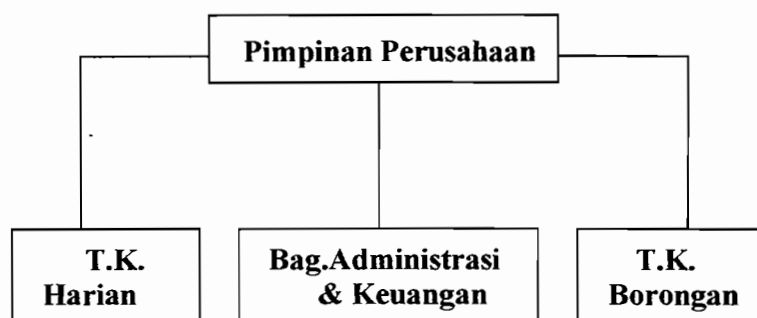 Pimpinan Perusahaan
T.K.
Harian
Bag.Administrasi
& Keuangan
T.K.
Borongan